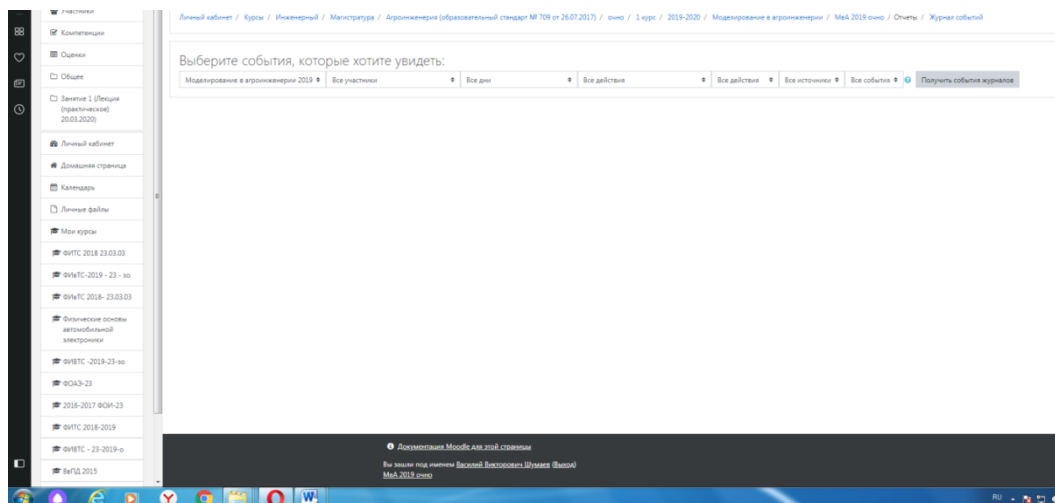 Участники
Личный кабинет / Курсы / Инженерный / Магистратура / Агроинженерия (образовательный стандарт № 709 от 26.07.2017) / очно / 1 курс / 2019-2020 / Моделирование в агроинженерии / МвА 2019 очно / Отчеты / Журнал событий
Компетенции
Оценки
Выберите события, которые хотите увидеть:
Общее
Моделирование в агроинженерии 2019 Все участники Все дни Все действия Все действия Все источники Все события Получить события журналов
Занятие 1 (Лекция
(практическое)
20.03.2020)
Личный кабинет
Домашняя страница
Календарь
Личные файлы
Мои курсы
ФИТС 2018 23.03.03
ФИвТС-2019 - 23 - зо
ФИвТС 2018- 23.03.03
Физические основы
автомобильной
электроники
ФИВТС -2019-23-зо
ФОАЭ-23
2016-2017 ФОИ-23
ФИТС 2018-2019
ФИВТС - 23-2019-о
ВвПД 2015
Документация Moodle для этой страницы
Вы зашли под именем Василий Викторович Шумаев (Выход)
МвА 2019 очно
RU